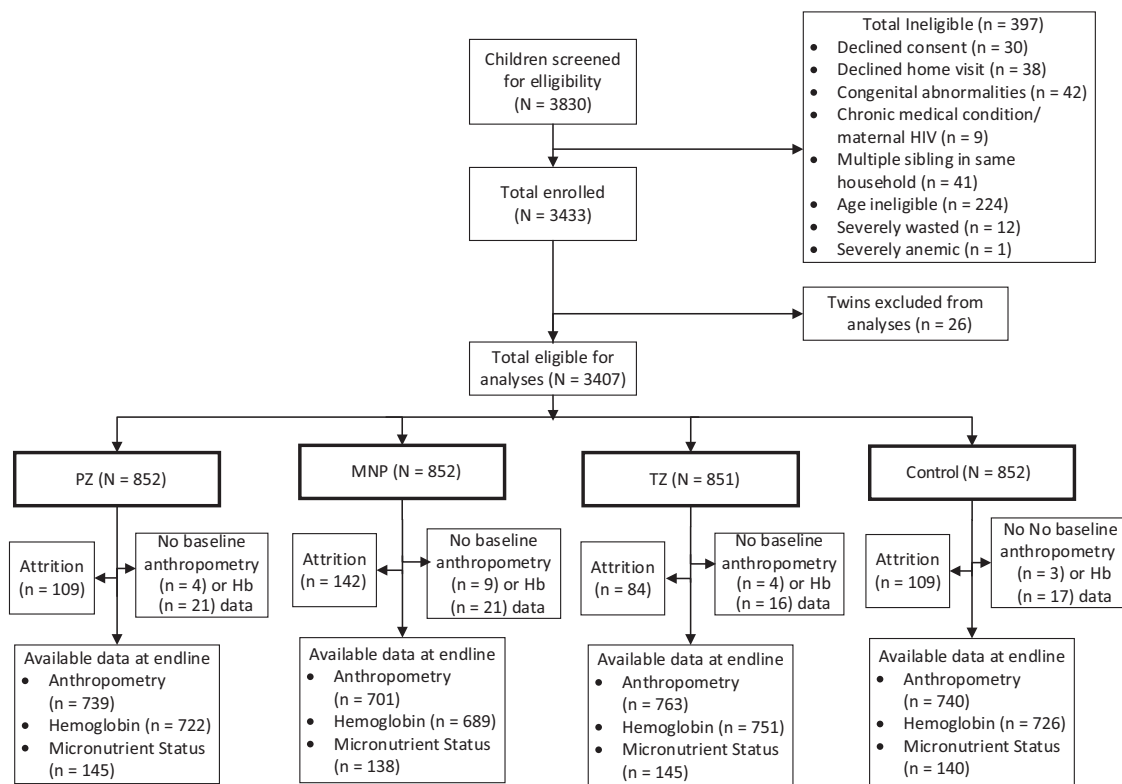 Children screened
for elligibility
(N = 3830)
Total Ineligible (n = 397)
• Declined consent (n = 30)
• Declined home visit (n = 38)
• Congenital abnormalities (n = 42)
• Chronic medical condition/
maternal HIV (n = 9)
• Multiple sibling in same
household (n = 41)
• Age ineligible (n = 224)
• Severely wasted (n = 12)
• Severely anemic (n = 1)
Total enrolled
(N = 3433)
Twins excluded from
analyses (n = 26)
Total eligible for
analyses (N = 3407)
PZ (N = 852)
MNP (N = 852)
TZ (N = 851)
Control (N = 852)
Attrition
(n = 109)
No baseline
anthropometry
(n = 4) or Hb
(n = 21) data
Attrition
(n = 142)
No baseline
anthropometry
(n = 9) or Hb
(n = 21) data
Attrition
(n = 84)
No baseline
anthropometry
(n = 4) or Hb
(n = 16) data
Attrition
(n = 109)
No No baseline
anthropometry
(n = 3) or Hb
(n = 17) data
Available data at endline
• Anthropometry
(n = 739)
• Hemoglobin (n = 722)
• Micronutrient Status
(n = 145)
Available data at endline
• Anthropometry
(n = 701)
• Hemoglobin (n = 689)
• Micronutrient Status
(n = 138)
Available data at endline
• Anthropometry
(n = 763)
• Hemoglobin (n = 751)
• Micronutrient Status
(n = 145)
Available data at endline
• Anthropometry
(n = 740)
• Hemoglobin (n = 726)
• Micronutrient Status
(n = 140)